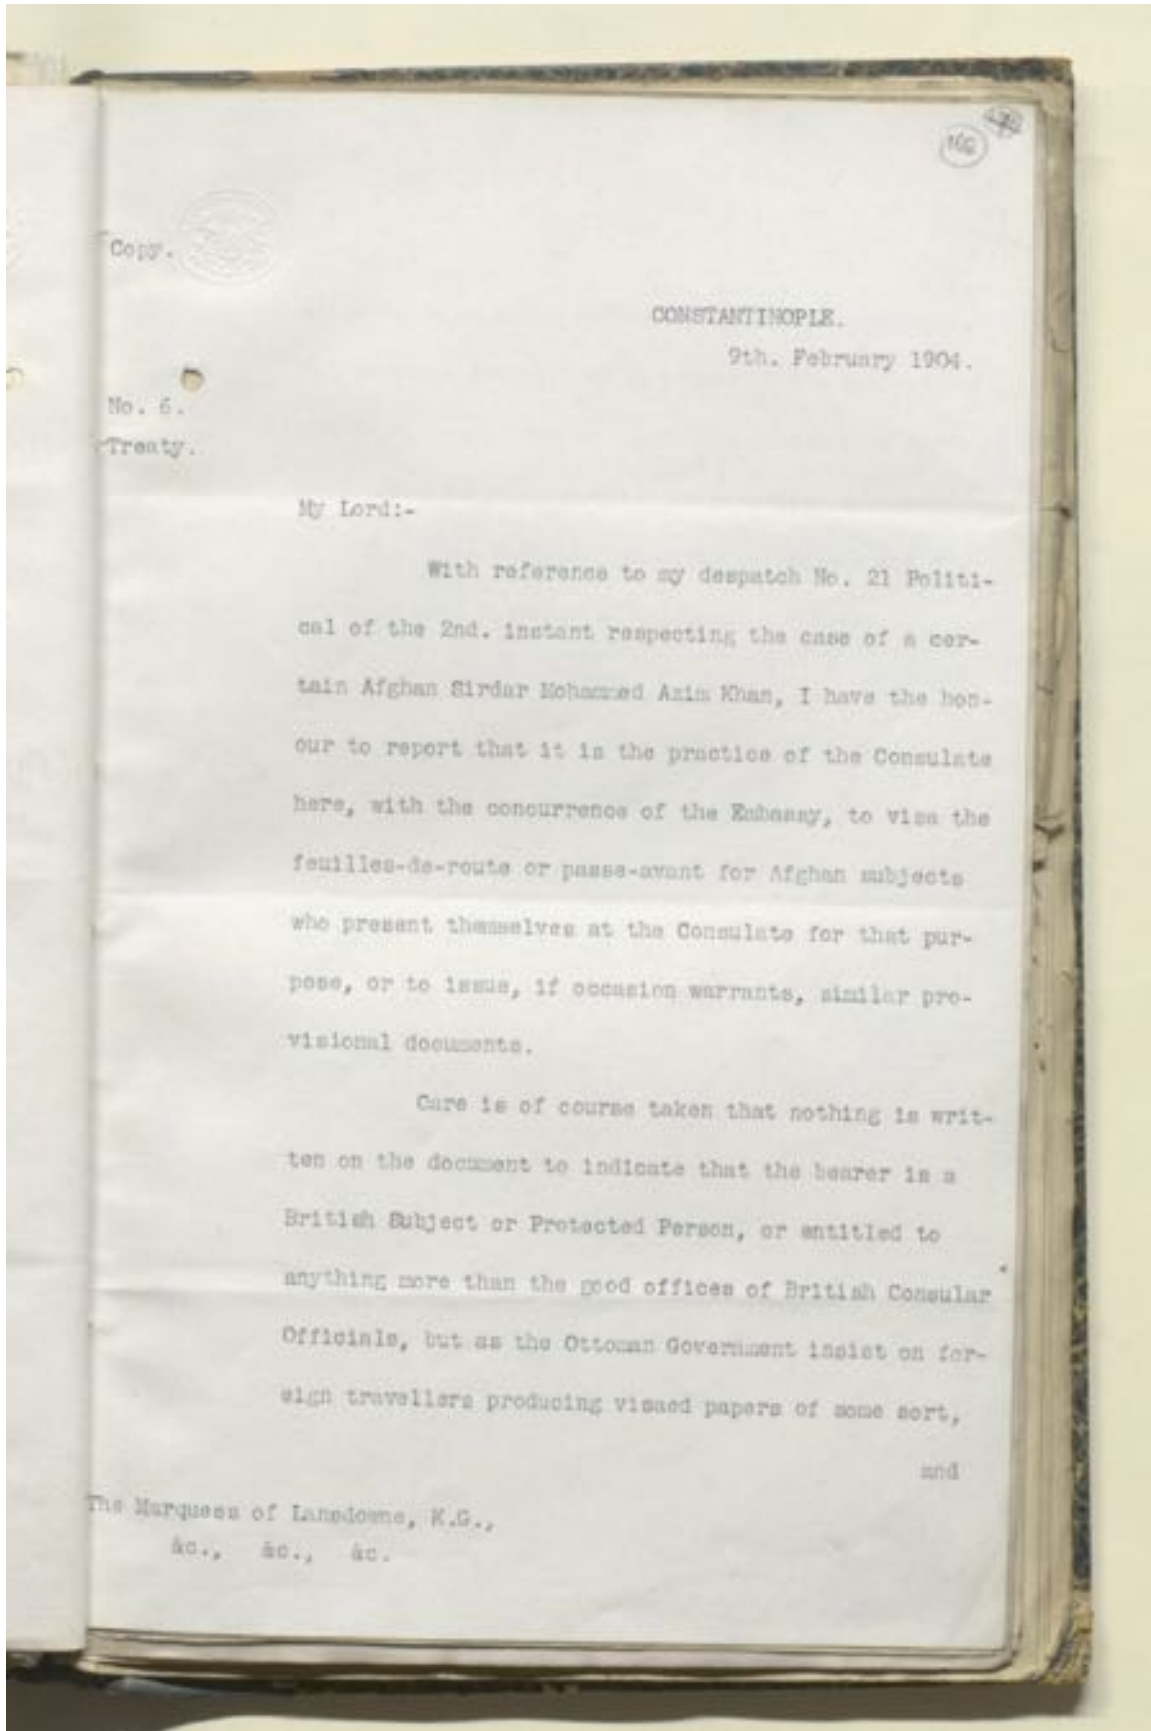 Copy.
CONSTANTINOPLE.
9th. February 1904.
No. 6.
Treaty.
My Lord:-
With reference to my despatch No. 21 Politi-
cal of the 2nd. instant respecting the case of a cer-
tain Afghan Sirdar Mohammed Azim Khan, I have the hon-
our to report that it is the practice of the Consulate
here, with the concurrence of the Embassy, to visa the
feuilles-de-route or passe-avant for Afghan subjects
who present themselves at the Consulate for that pur-
pose, or to issue, if occasion warrants, similar pro-
visional documents.
Care is of course taken that nothing is writ-
ten on the document to indicate that the bearer is a
British Subject or Protected Person, or entitled to
anything more than the good offices of British Consular
Officials, but as the Ottoman Government insist on for-
eign travellers producing visaed papers of some sort,
and
The Marquess of Lansdowne, K.G.,
&c., &c., &c.